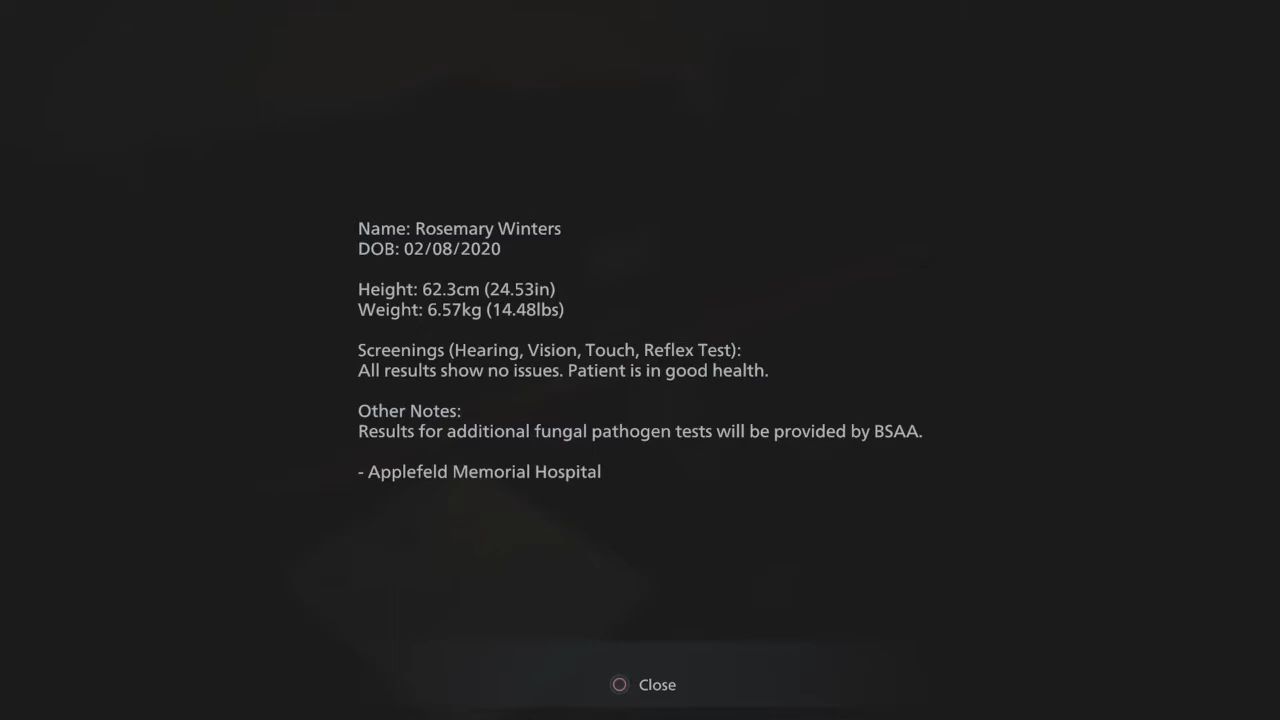 Name: Rosemary Winters
DOB: 02/08/2020
Height: 62.3cm (24.53in)
Weight: 6.57kg (14.48lbs)
Screenings (Hearing, Vision, Touch, Reflex Test):
All results show no issues. Patient is in good health.
Other Notes:
Results for additional fungal pathogen tests will be provided by BSAA.
- Applefeld Memorial Hospital
Close